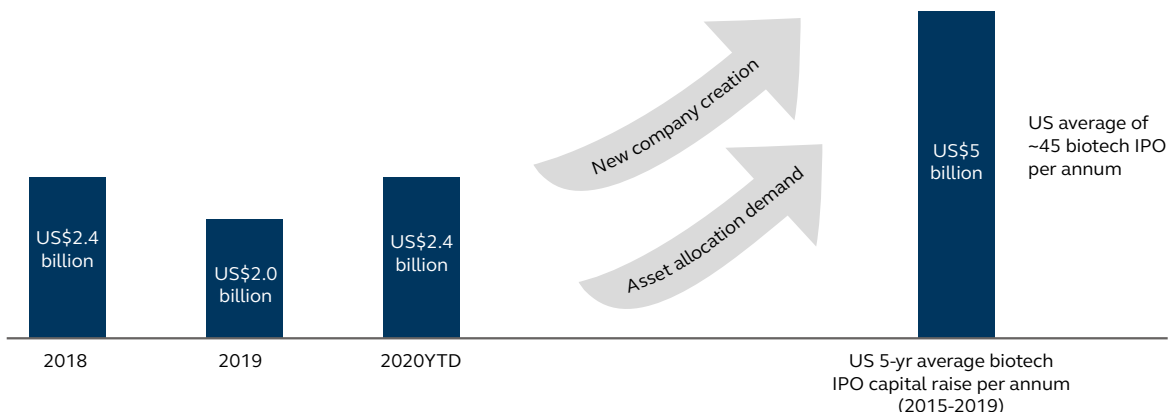 US$2.4
billion
US$2.0
billion
US$2.4
billion
New company creation
Asset allocation demand
US$5
billion
US average of
~45 biotech IPO
per annum
2018
2019
2020YTD
US 5-yr average biotech
IPO capital raise per annum
(2015-2019)